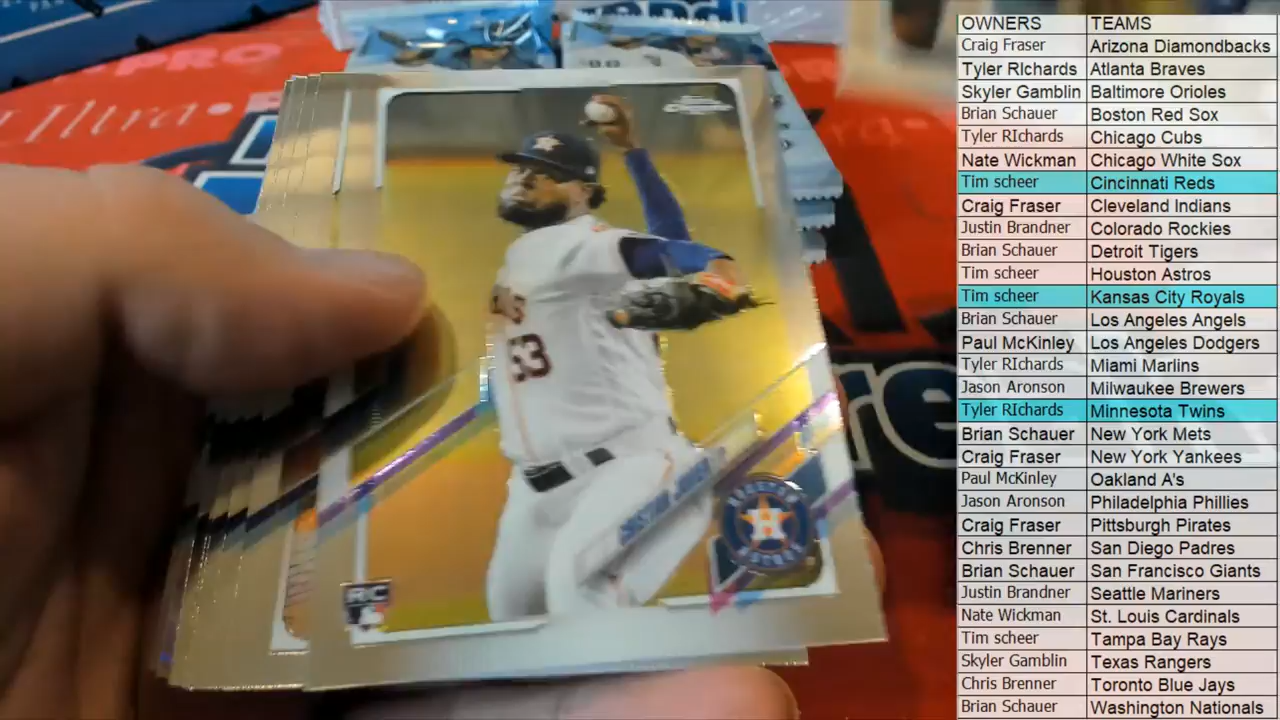 OWNERS TEAMS
Craig Fraser Arizona Diamondbacks
Tyler RIchards Atlanta Braves
Skyler Gamblin Baltimore Orioles
Brian Schauer Boston Red Sox
Tyler RIchards Chicago Cubs
Nate Wickman Chicago White Sox
Tim scheer Cincinnati Reds
Craig Fraser Cleveland Indians
Justin Brandner Colorado Rockies
Brian Schauer Detroit Tigers
Tim scheer Houston Astros
Tim scheer Kansas City Royals
Brian Schauer Los Angeles Angels
Paul McKinley Los Angeles Dodgers
Tyler RIchards Miami Marlins
Jason Aronson Milwaukee Brewers
Tyler RIchards Minnesota Twins
Brian Schauer New York Mets
Craig Fraser New York Yankees
Paul McKinley Oakland A's
Jason Aronson Philadelphia Phillies
Craig Fraser Pittsburgh Pirates
Chris Brenner San Diego Padres
Brian Schauer San Francisco Giants
Justin Brandner Seattle Mariners
Nate Wickman St. Louis Cardinals
Tim scheer Tampa Bay Rays
Skyler Gamblin Texas Rangers
Chris Brenner Toronto Blue Jays
Brian Schauer Washington Nationals
PRO
Ultra
Chrome
53
H
RC
re